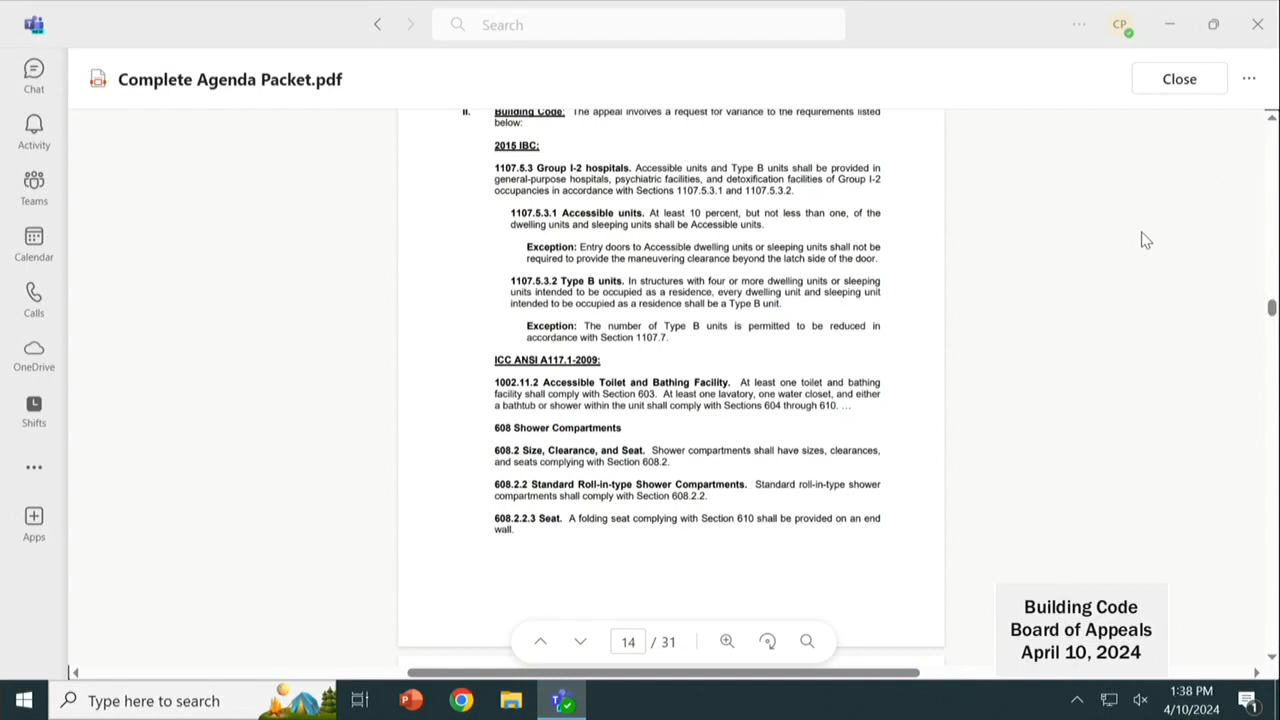 Search
CP
Chat
Activity
Teams
Calendar
Calls
OneDrive
Shifts
Apps
Complete Agenda Packet.pdf
Close
II. Building Code: The appeal involves a request for variance to the requirements listed
below:
2015 IBC:
1107.5.3 Group I-2 hospitals. Accessible units and Type B units shall be provided in
general-purpose hospitals, psychiatric facilities, and detoxification facilities of Group I-2
occupancies in accordance with Sections 1107.5.3.1 and 1107.5.3.2.
1107.5.3.1 Accessible units. At least 10 percent, but not less than one, of the
dwelling units and sleeping units shall be Accessible units.
Exception: Entry doors to Accessible dwelling units or sleeping units shall not be
required to provide the maneuvering clearance beyond the latch side of the door.
1107.5.3.2 Type B units. In structures with four or more dwelling units or sleeping
units intended to be occupied as a residence, every dwelling unit and sleeping unit
intended to be occupied as a residence shall be a Type B unit.
Exception: The number of Type B units is permitted to be reduced in
accordance with Section 1107.7.
ICC ANSI A117.1-2009:
1002.11.2 Accessible Toilet and Bathing Facility. At least one toilet and bathing
facility shall comply with Section 603. At least one lavatory, one water closet, and either
a bathtub or shower within the unit shall comply with Sections 604 through 610. ...
608 Shower Compartments
608.2 Size, Clearance, and Seat. Shower compartments shall have sizes, clearances,
and seats complying with Section 608.2.
608.2.2 Standard Roll-in-type Shower Compartments. Standard roll-in-type shower
compartments shall comply with Section 608.2.2.
608.2.2.3 Seat. A folding seat complying with Section 610 shall be provided on an end
wall.
14 / 31
Building Code
Board of Appeals
April 10, 2024
Type here to search
1:38 PM
4/10/2024
1